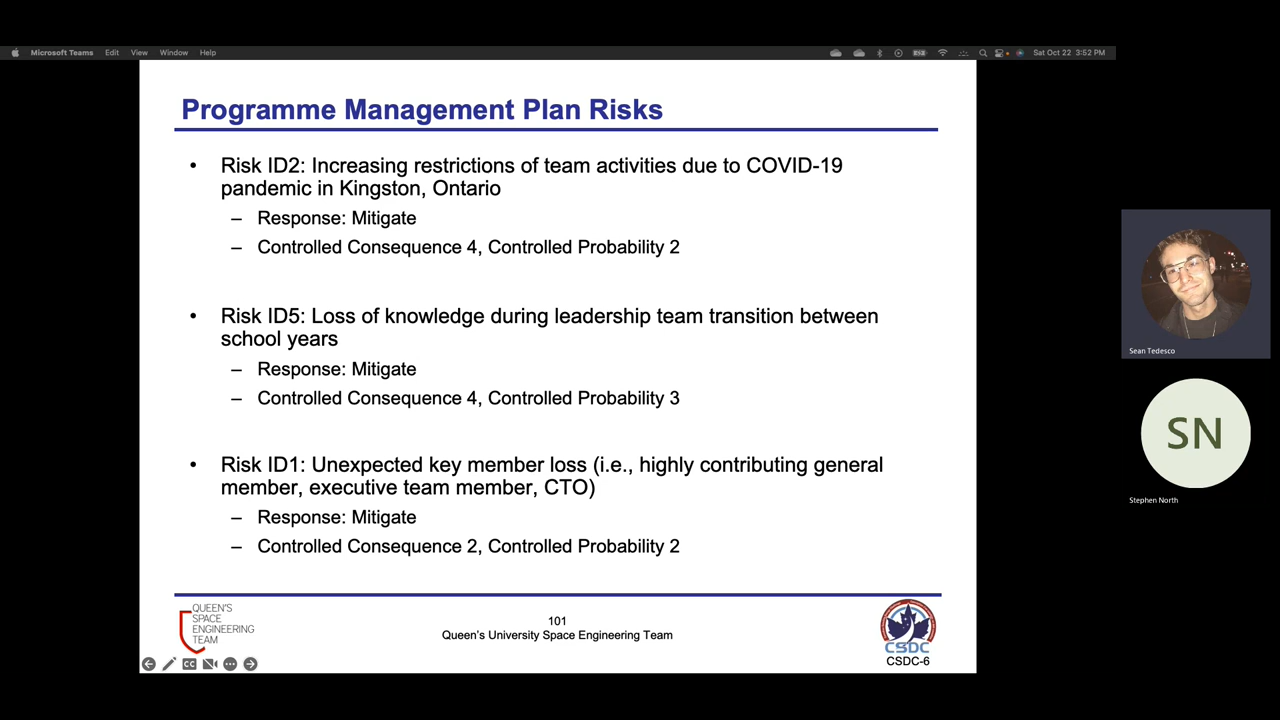 Microsoft Teams Edit View Window Help Sat Oct 22 3:52 PM
Programme Management Plan Risks
• Risk ID2: Increasing restrictions of team activities due to COVID-19
pandemic in Kingston, Ontario
– Response: Mitigate
– Controlled Consequence 4, Controlled Probability 2
• Risk ID5: Loss of knowledge during leadership team transition between
school years
– Response: Mitigate
– Controlled Consequence 4, Controlled Probability 3
• Risk ID1: Unexpected key member loss (i.e., highly contributing general
member, executive team member, CTO)
– Response: Mitigate
– Controlled Consequence 2, Controlled Probability 2
QUEEN'S
SPACE
ENGINEERING
TEAM
101
Queen's University Space Engineering Team
CSDC
CSDC-6
CC
Sean Tedesco
SN
Stephen North